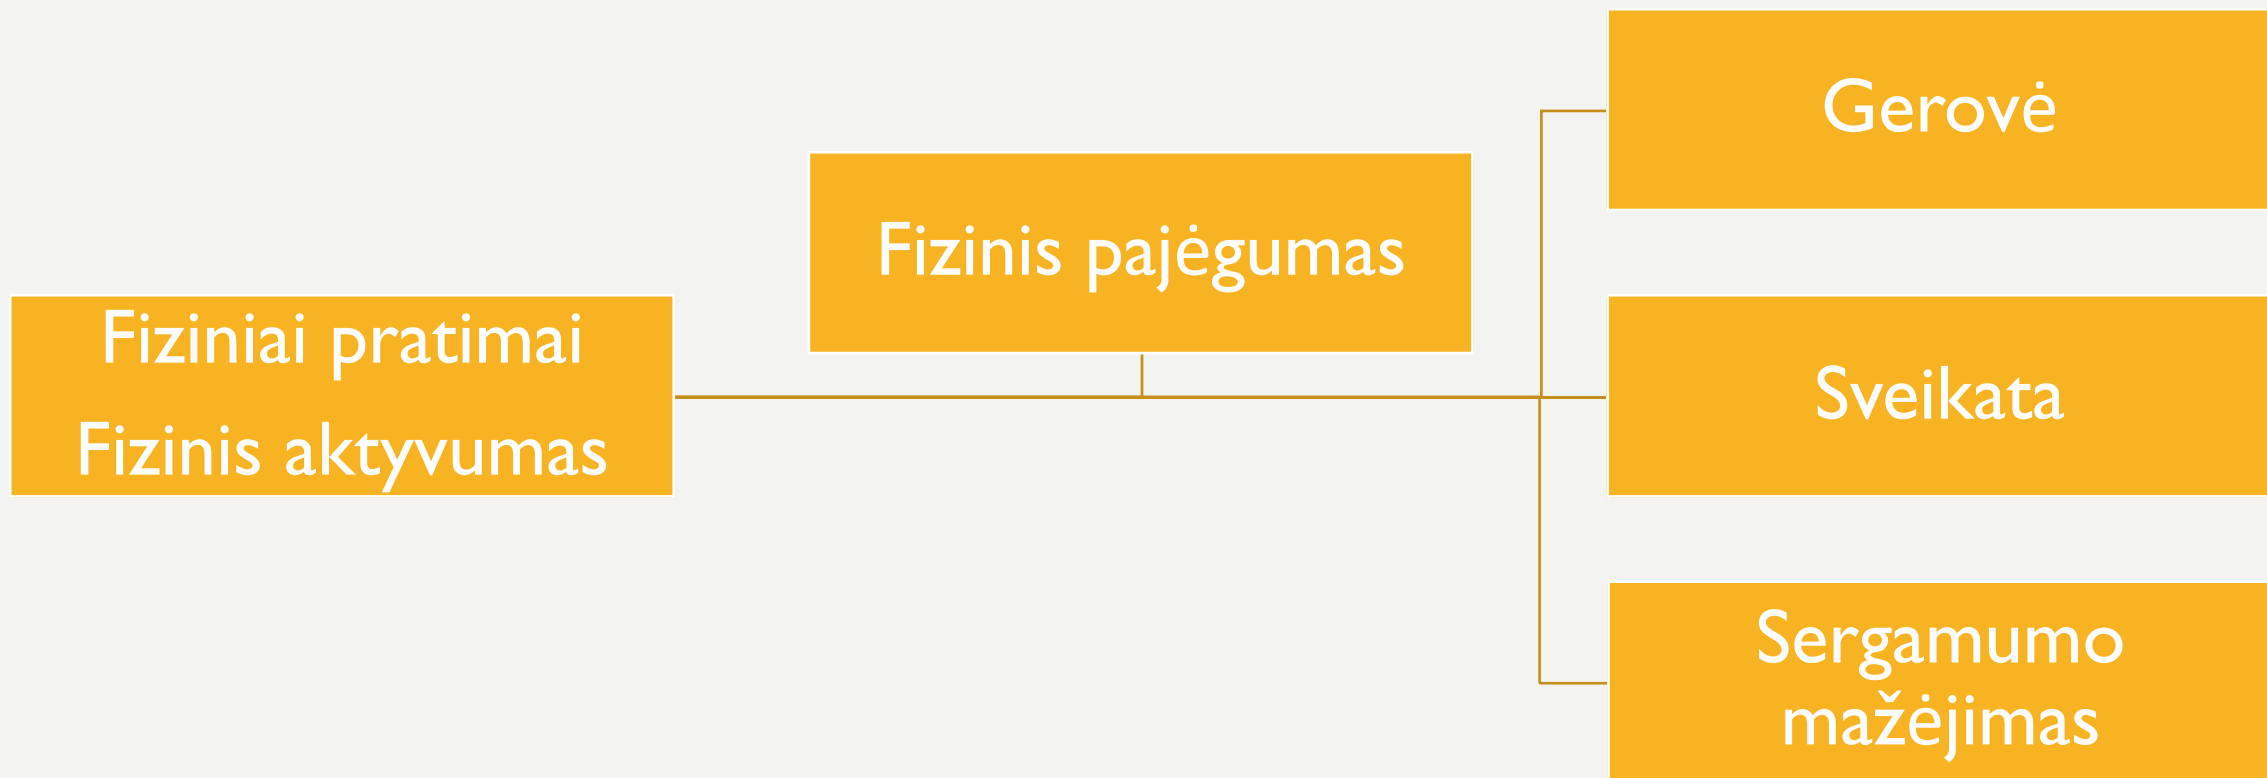 Fiziniai pratimai
Fizinis aktyvumas
Fizinis pajėgumas
Gerovė
Sveikata
Sergamumo
mažėjimas